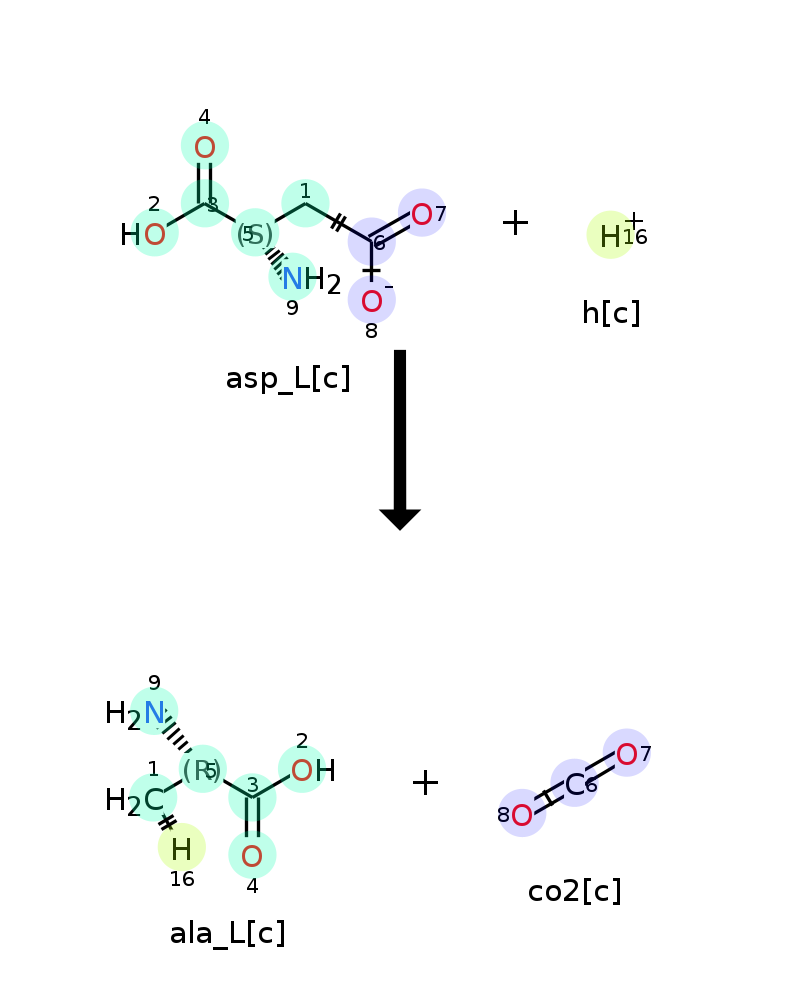 4
O
2 3 1
HO (S) 5 6 O 7 + H + 16
NH2 O -
9 8 h[c]
asp_L[c]
9
H2N 2
1 (R) 5 3 OH + O 7
H2C C 6
H O 8 O
16 4
co2[c]
ala_L[c]